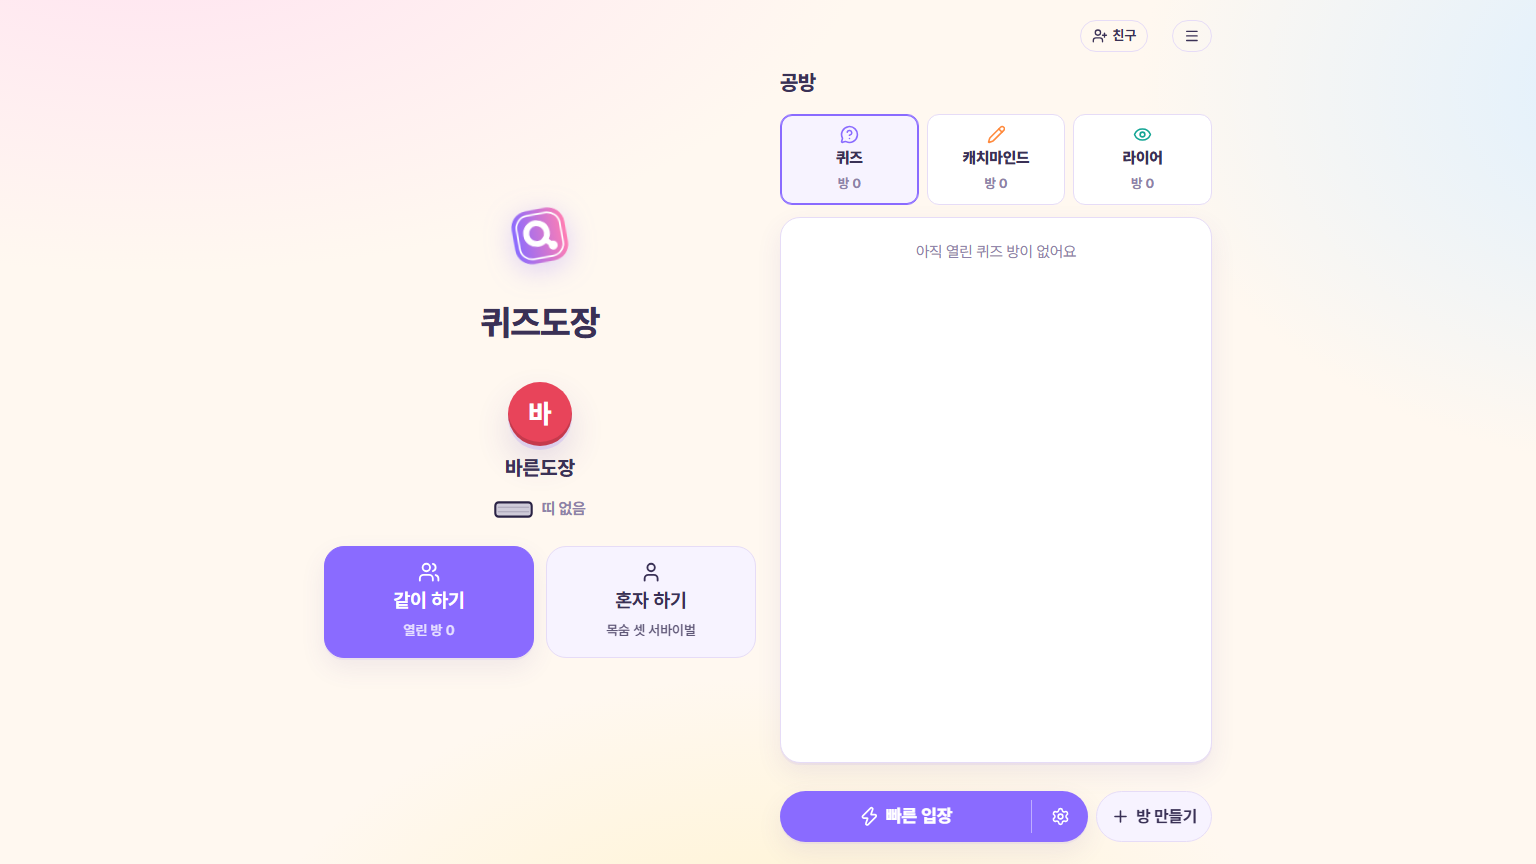 친구
공방
퀴즈
방 0
캐치마인드
방 0
라이어
방 0
아직 열린 퀴즈 방이 없어요
퀴즈도장
바
바른도장
띠 없음
같이 하기
열린 방 0
혼자 하기
목숨 셋 서바이벌
빠른 입장
방 만들기